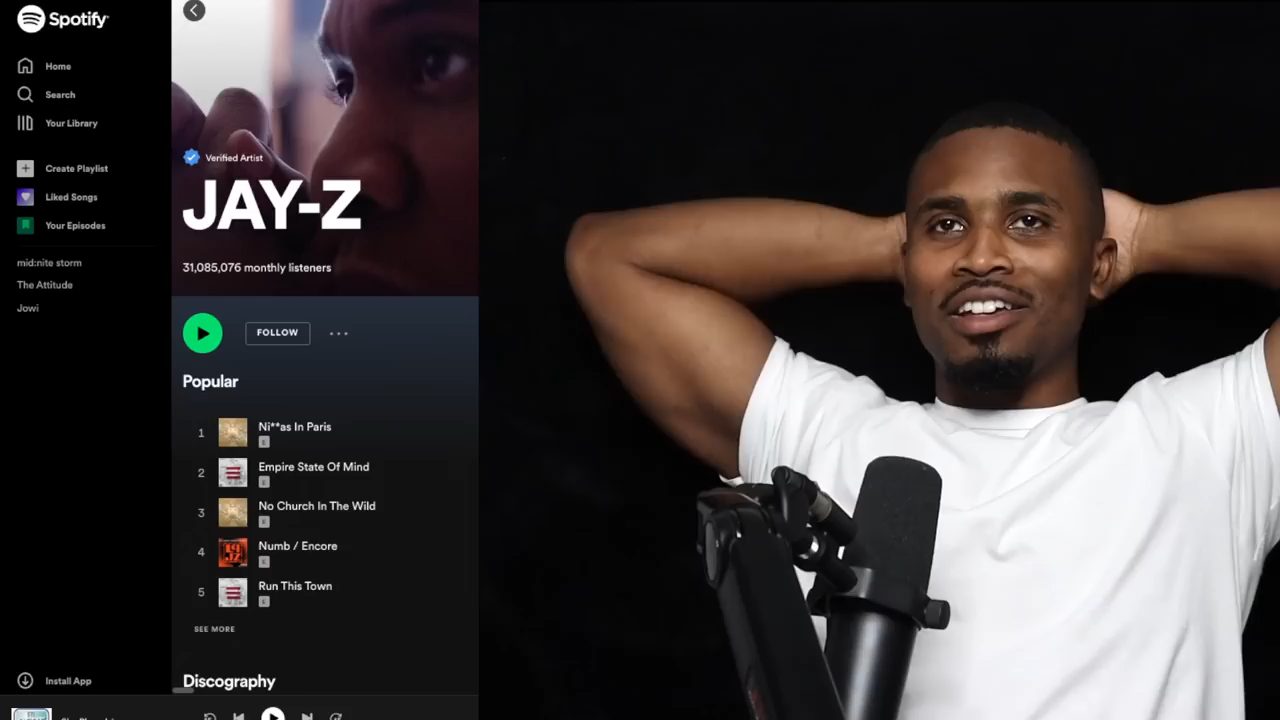 Spotify
Home
Search
Your Library
Create Playlist
Liked Songs
Your Episodes
mid:nite storm
The Attitude
Jowi
Install App
Verified Artist
JAY-Z
31,085,076 monthly listeners
FOLLOW
Popular
1 Ni**as In Paris
E
2 Empire State Of Mind
E
3 No Church In The Wild
E
4 Numb / Encore
E
5 Run This Town
E
SEE MORE
Discography